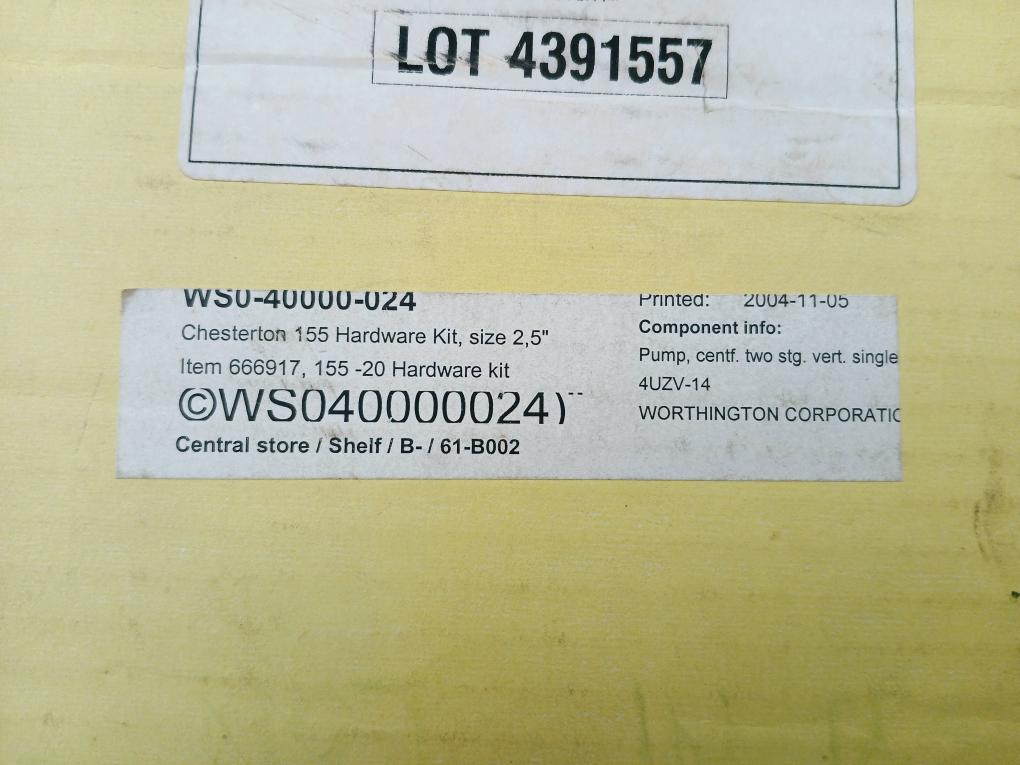 LOT 4391557
WS0-40000-024
Chesterton 155 Hardware Kit, size 2,5"
Item 666917, 155 -20 Hardware kit
©WS040000024)
Central store / Shelf / B- / 61-B002
Printed: 2004-11-05
Component info:
Pump, centf. two stg. vert. single
4UZV-14
WORTHINGTON CORPORATIC